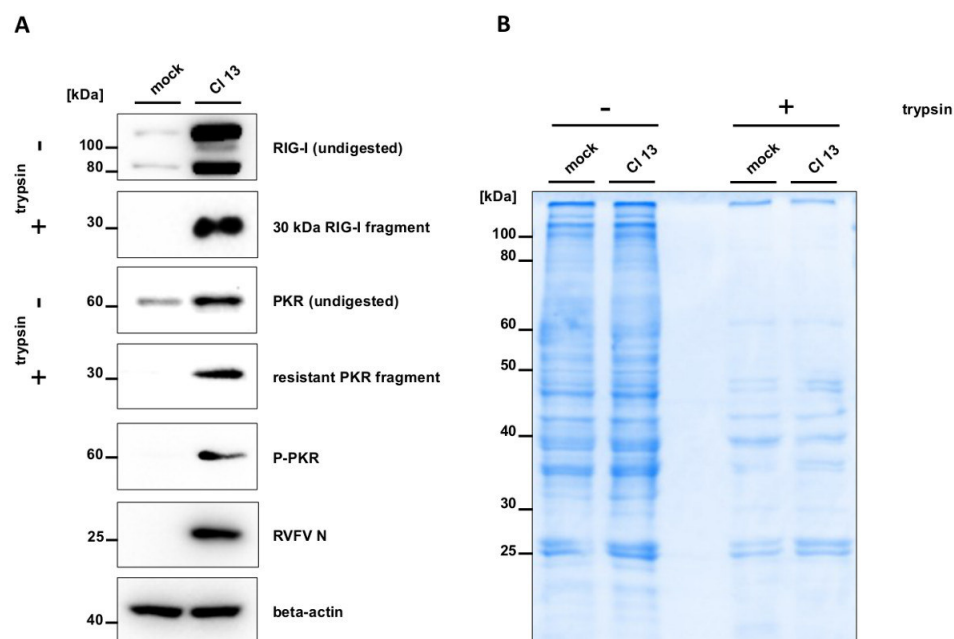 A
mock
Cl 13
[kDa]
-
100
80
RIG-I (undigested)
trypsin
+
30
30 kDa RIG-I fragment
-
60
PKR (undigested)
trypsin
+
30
resistant PKR fragment
60
P-PKR
25
RVFV N
40
beta-actin
B
- + trypsin
mock Cl 13 mock Cl 13
[kDa]
100
80
60
50
40
30
25